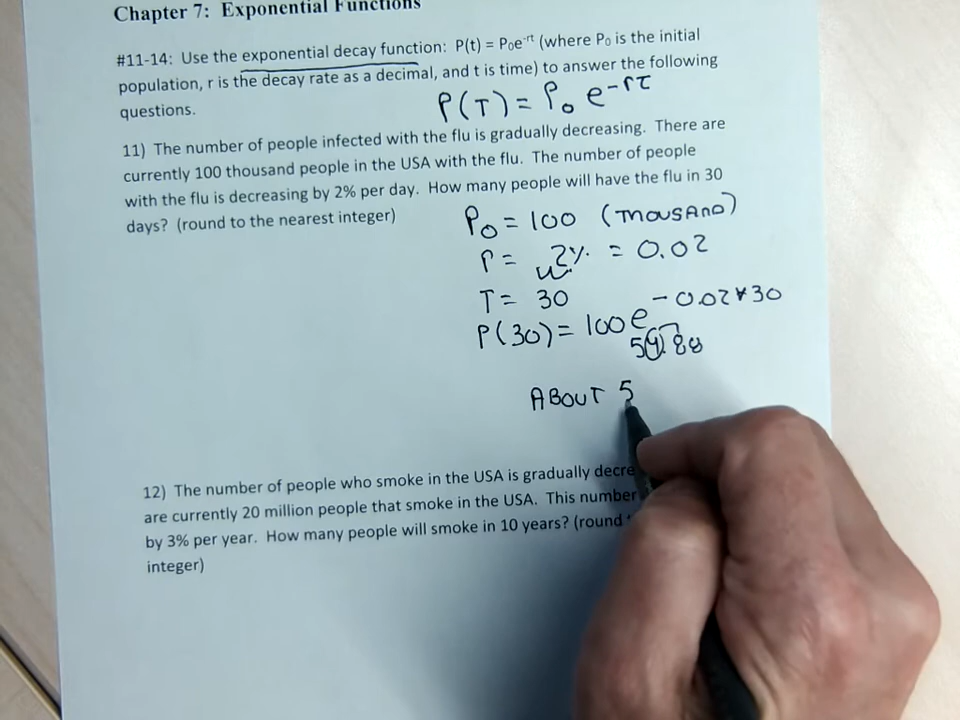 Chapter 7: Exponential Functions
#11-14: Use the exponential decay function: P(t) = P₀e⁻ʳᵗ (where P₀ is the initial
population, r is the decay rate as a decimal, and t is time) to answer the following
questions.
P(T) = P₀ e^-rt
11) The number of people infected with the flu is gradually decreasing. There are
currently 100 thousand people in the USA with the flu. The number of people
with the flu is decreasing by 2% per day. How many people will have the flu in 30
days? (round to the nearest integer)
P₀ = 100 (THOUSAND)
r = 2% = 0.02
T = 30
P(30) = 100e^-0.02*30
54.88
ABOUT 5
12) The number of people who smoke in the USA is gradually decre
are currently 20 million people that smoke in the USA. This number
by 3% per year. How many people will smoke in 10 years? (round
integer)